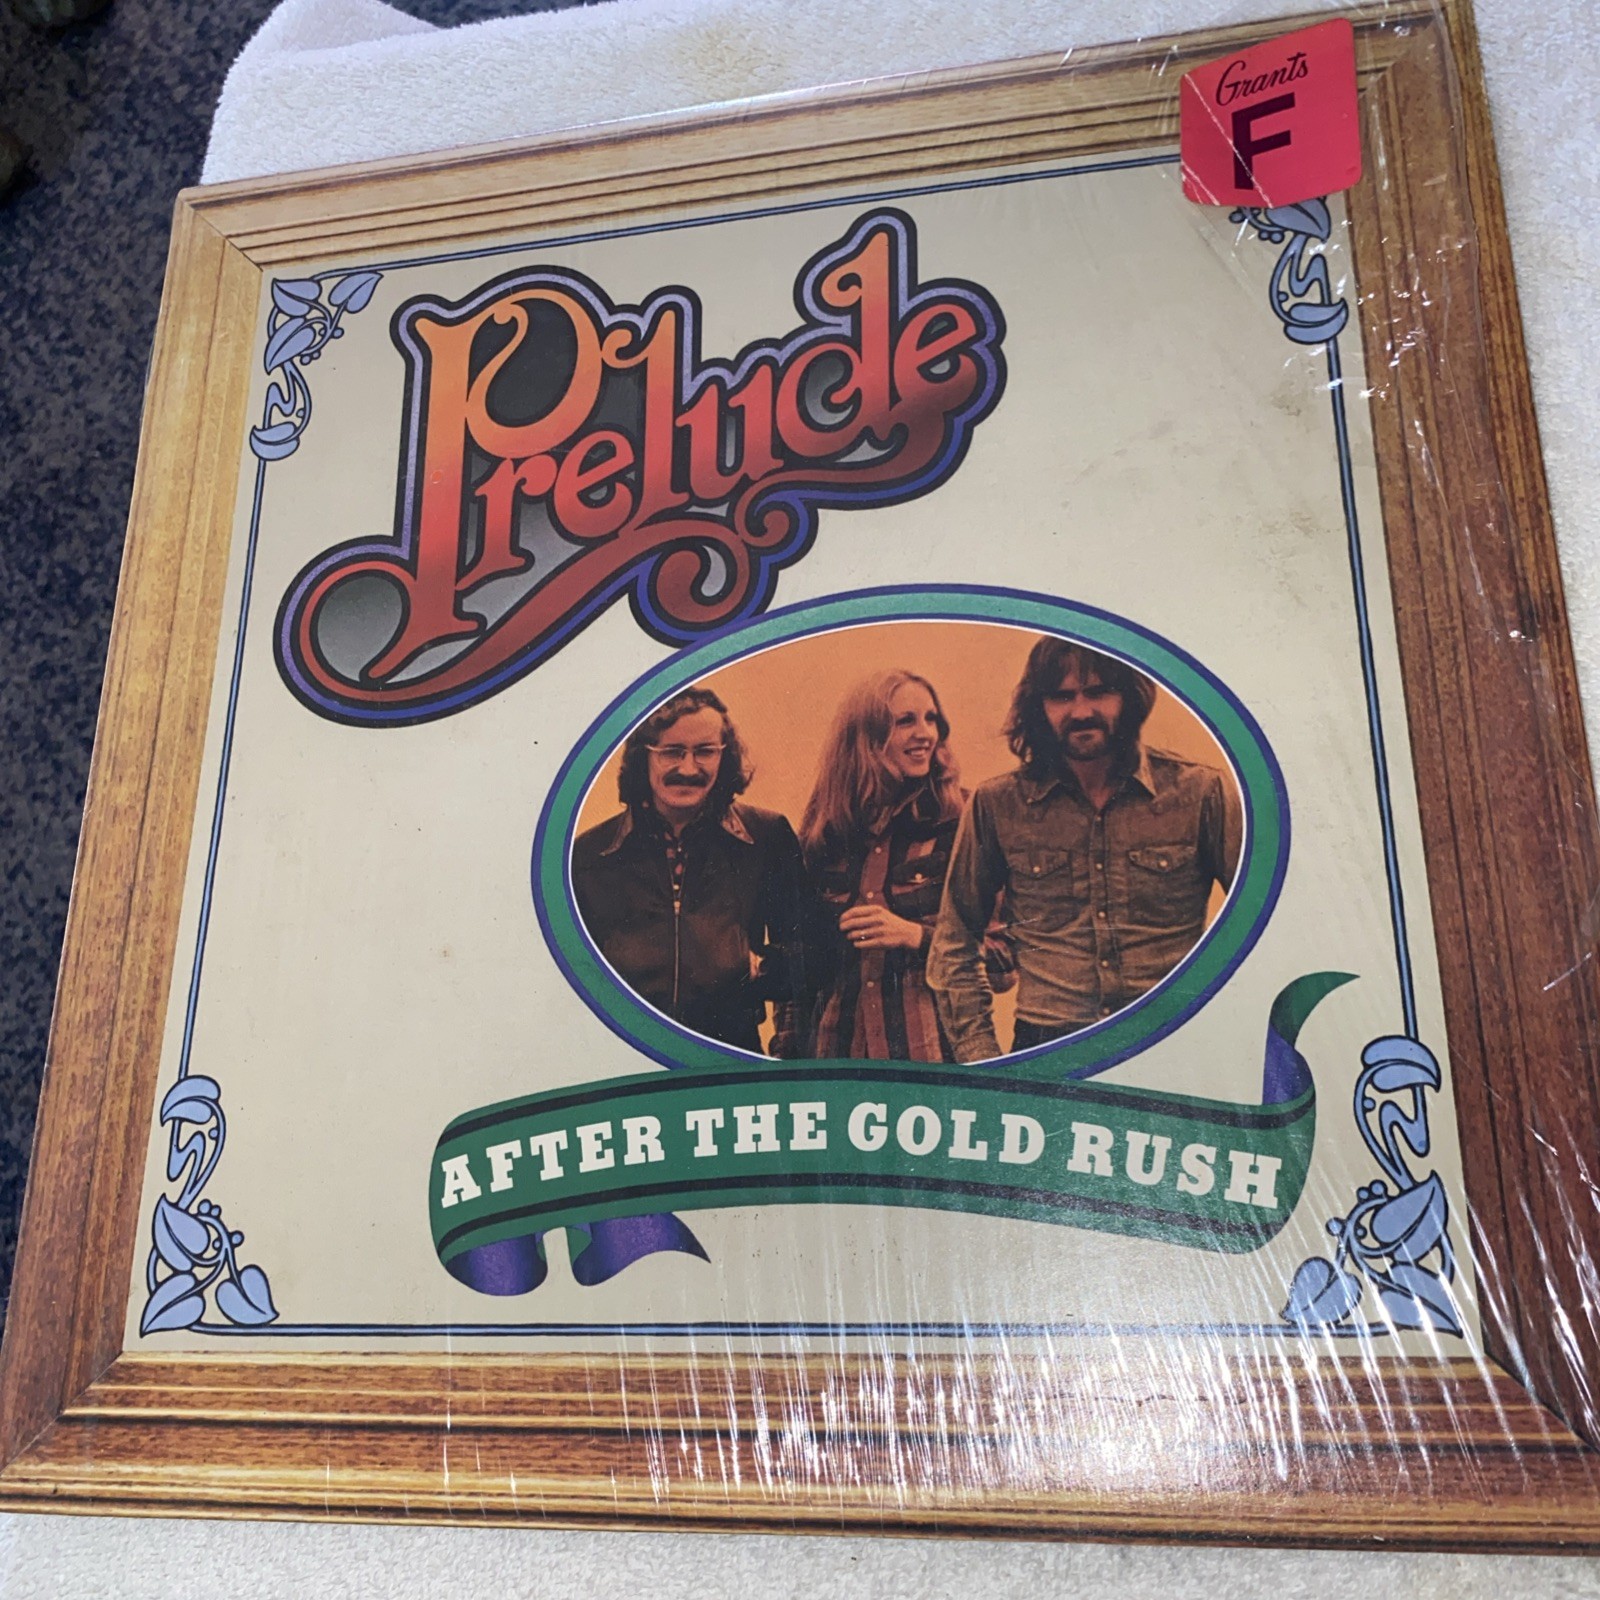 Grants
F
Prelude
AFTER THE GOLD RUSH